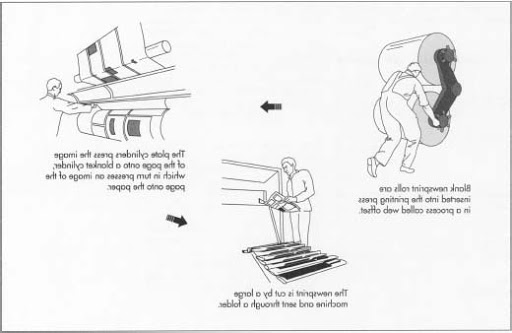 Blank newsprint rolls are
inserted into the printing press
in a process called web offset.
The plate cylinders press the image
of the page onto a blanket cylinder,
which in turn presses an image of the
page onto the paper.
The newsprint is cut by a large
machine and sent through a folder.